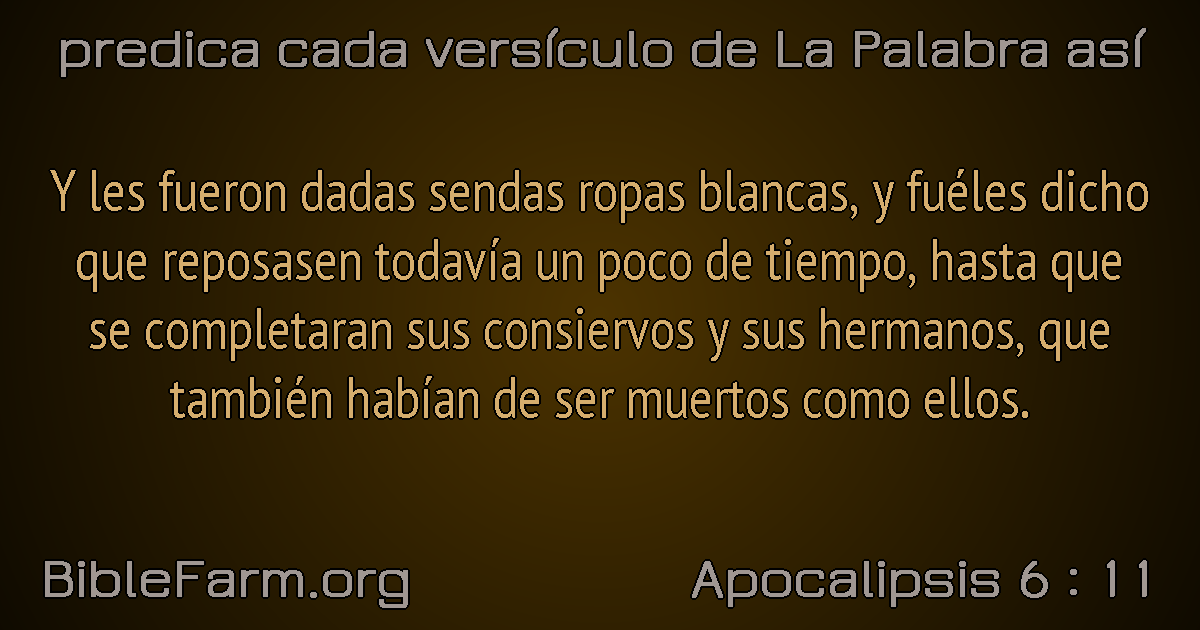 predica cada versículo de La Palabra así
Y les fueron dadas sendas ropas blancas, y fuéles dicho
que reposasen todavía un poco de tiempo, hasta que
se completaran sus consiervos y sus hermanos, que
también habían de ser muertos como ellos.
BibleFarm.org
Apocalipsis 6 : 11